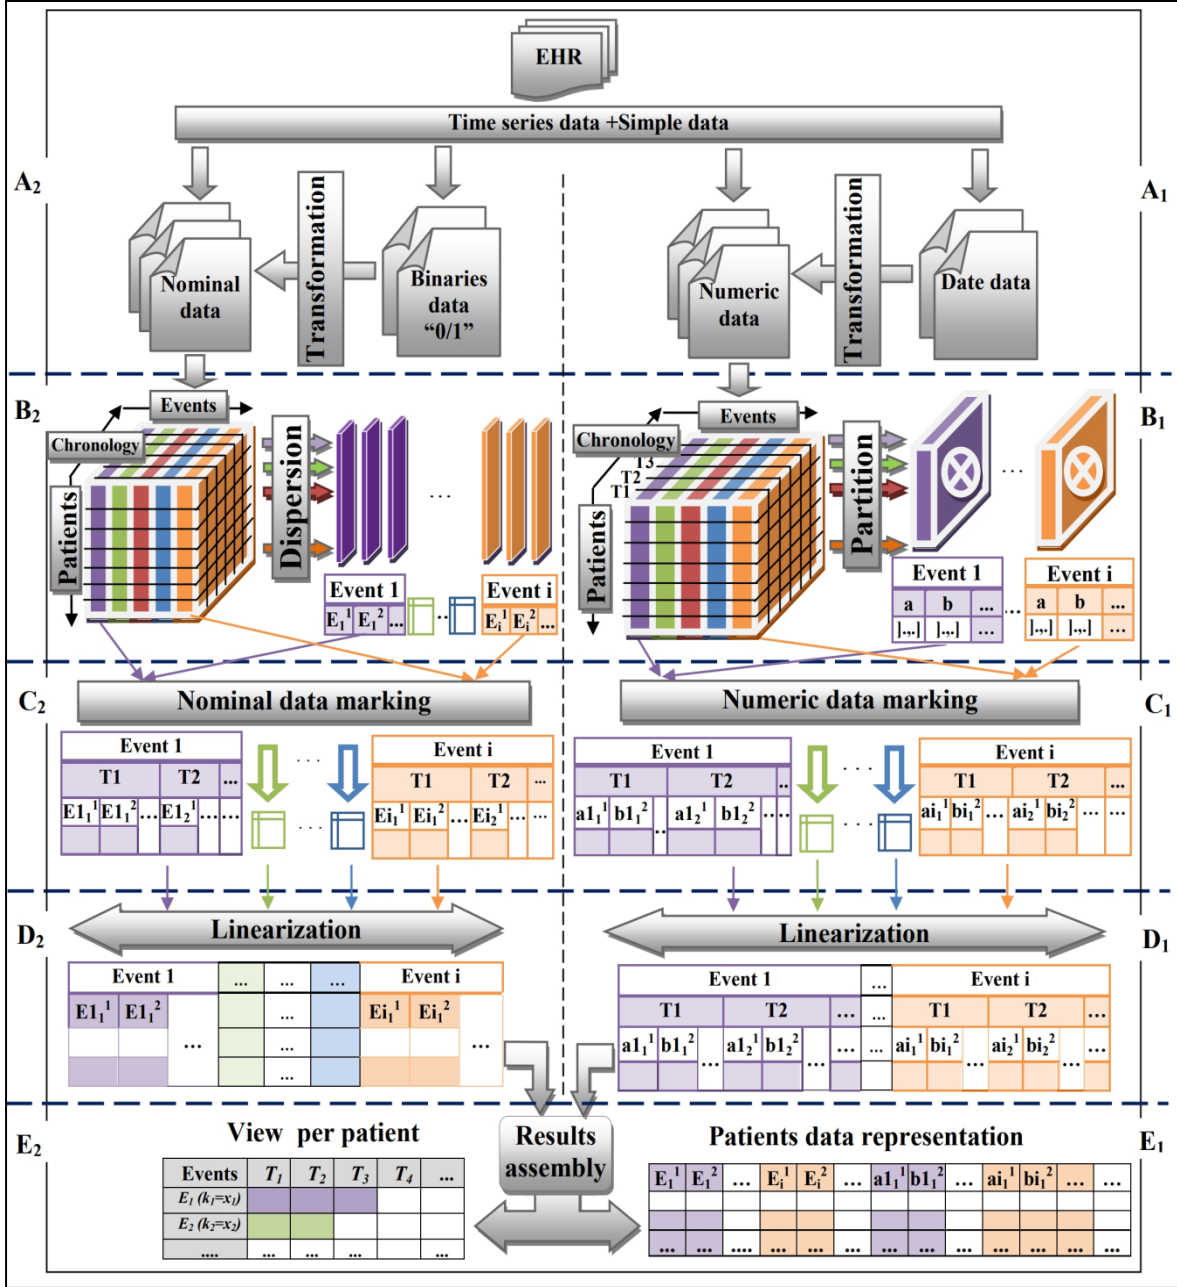 EHR
Time series data +Simple data
A₂
A₁
Nominal
data
Transformation
Binaries
data
“0/1”
Numeric
data
Transformation
Date data
B₂
Events
Chronology
Patients
Dispersion
...
Event 1
E₁¹ E₁² ...
...
Event i
Eᵢ¹ Eᵢ² ...
B₁
Events
Chronology
T3
T2
T1
Patients
Partition
...
Event 1
a b ...
].,.] ].,.] ...
...
Event i
a b ...
].,.] ].,.] ...
C₂
Nominal data marking
Event 1
T1 T2 ...
E1₁¹ E1₁² ... E1₂¹ ... ...
. . .
. . .
Event i
T1 T2 ...
Ei₁¹ Ei₁² ... Ei₂¹ ... ...
C₁
Numeric data marking
Event 1
T1 T2 ..
a1₁¹ b1₁² .. a1₂¹ b1₂² .. ..
. . .
. . .
Event i
T1 T2 ...
ai₁¹ bi₁² ... ai₂¹ bi₂² ... ...
D₂
Linearization
Event 1 ... ... ... Event i
E1₁¹ E1₁² ... ... Ei₁¹ Ei₁² ...
...
...
D₁
Linearization
Event 1 ... Event i
T1 T2 ... ... T1 T2 ...
a1₁¹ b1₁² ... a1₂¹ b1₂² ... ... ai₁¹ bi₁² ... ai₂¹ bi₂² ...
E₂
View per patient
Events T₁ T₂ T₃ T₄ ...
E₁ (k₁=x₁)
E₂ (k₂=x₂)
.... ... ... ... ...
Results
assembly
Patients data representation
E₁
E₁¹ E₁² ... Eᵢ¹ Eᵢ² ... a1₁¹ b1₁² ... ai₁¹ bi₁² ... ...
... ... .... ... ... ... ... ... ... ... ... ... ...